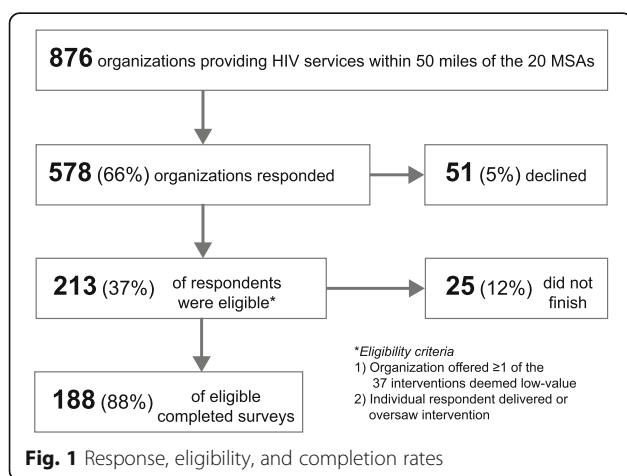 876 organizations providing HIV services within 50 miles of the 20 MSAs
578 (66%) organizations responded
51 (5%) declined
213 (37%) of respondents
were eligible*
25 (12%) did not
finish
*Eligibility criteria
1) Organization offered ≥1 of the
37 interventions deemed low-value
2) Individual respondent delivered or
oversaw intervention
188 (88%) of eligible
completed surveys
Fig. 1 Response, eligibility, and completion rates